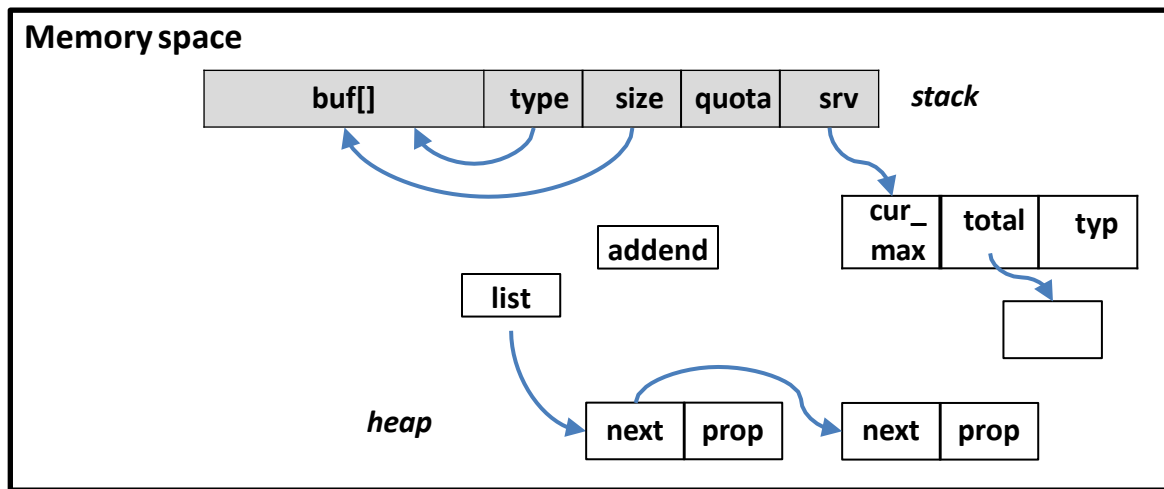 Memory space
buf[] type size quota srv stack
cur_
max total typ
addend
list
heap next prop next prop